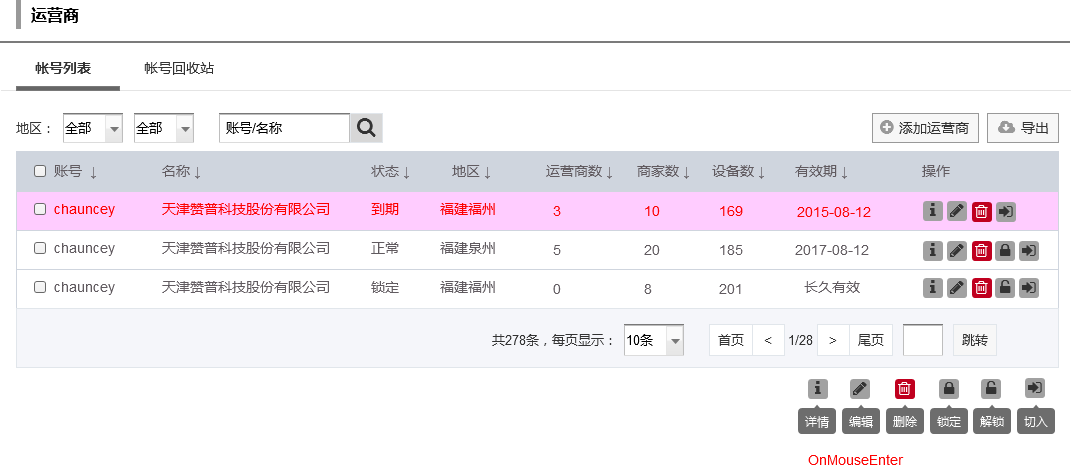 运营商
帐号列表 帐号回收站
地区： 全部 全部 账号/名称 添加运营商 导出
账号 ↓ 名称 ↓ 状态 ↓ 地区 ↓ 运营商数 ↓ 商家数 ↓ 设备数 ↓ 有效期 ↓ 操作
chauncey 天津赞普科技股份有限公司 到期 福建福州 3 10 169 2015-08-12
chauncey 天津赞普科技股份有限公司 正常 福建泉州 5 20 185 2017-08-12
chauncey 天津赞普科技股份有限公司 锁定 福建福州 0 8 201 长久有效
共278条，每页显示： 10条 首页 < 1/28 > 尾页 跳转
详情 编辑 删除 锁定 解锁 切入
OnMouseEnter